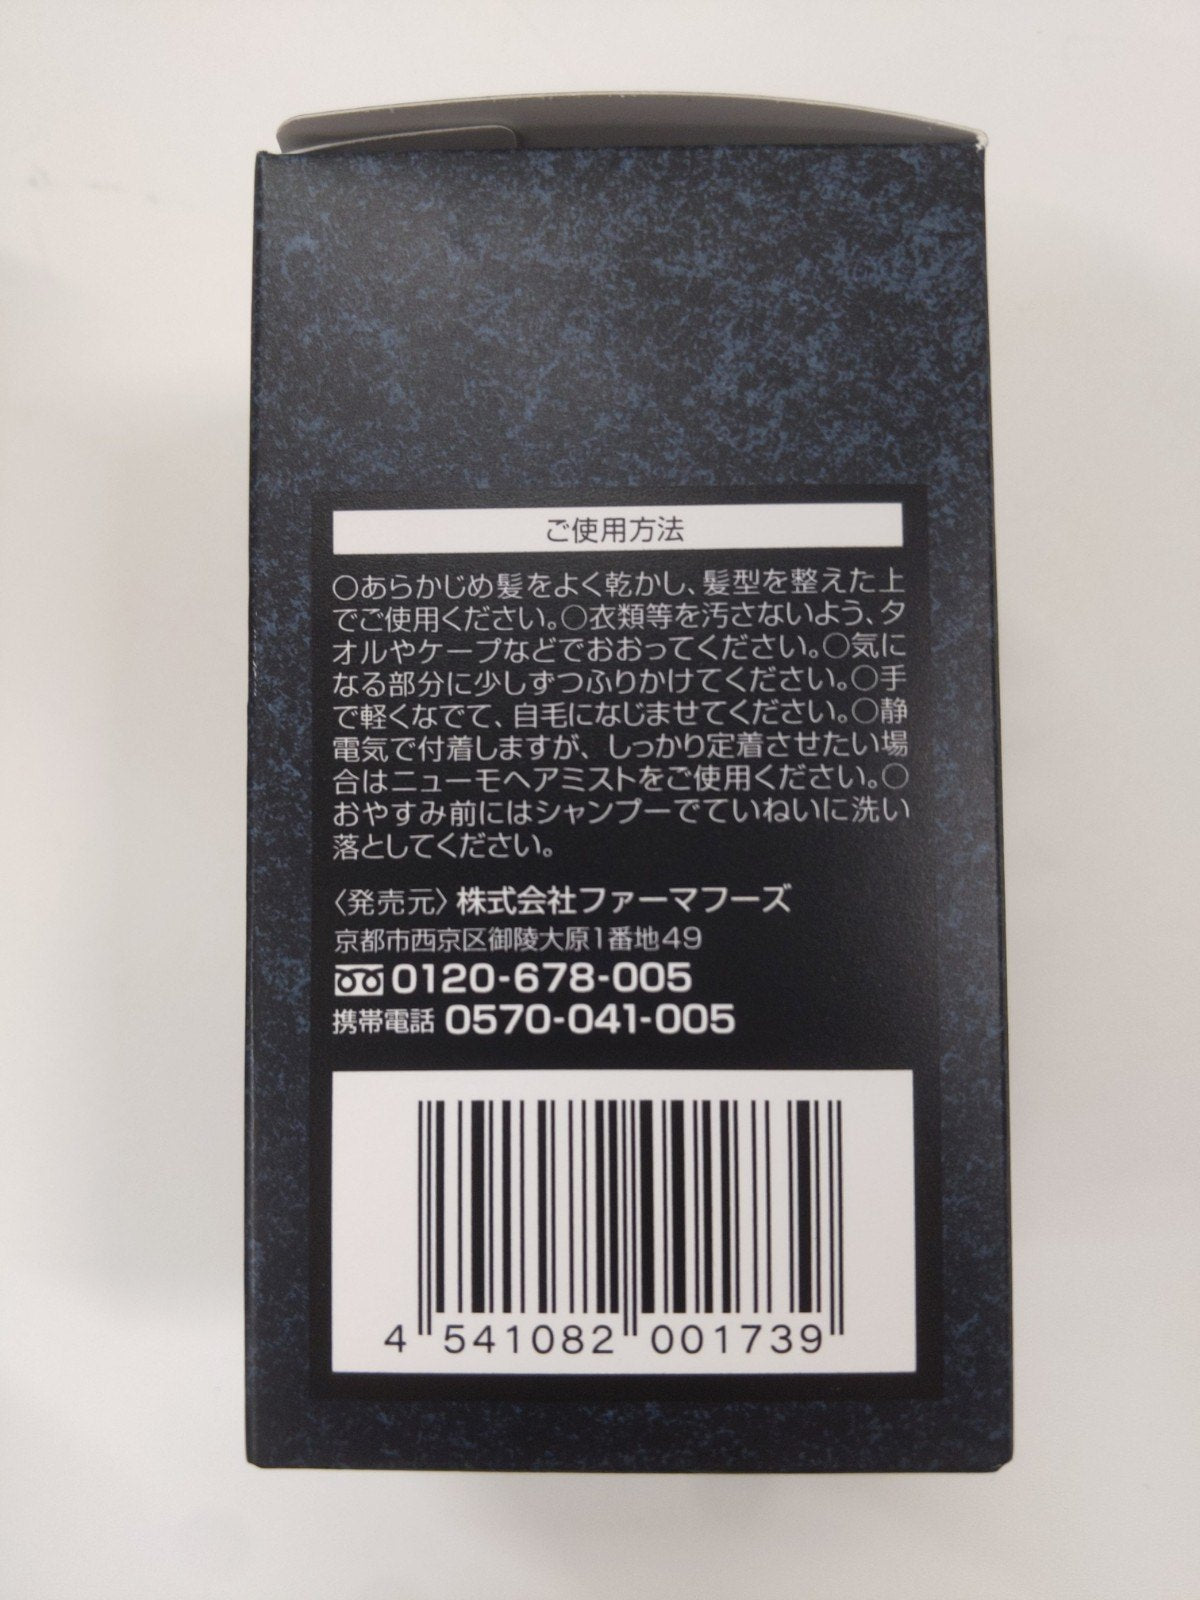 ご使用方法
○あらかじめ髪をよく乾かし、髪型を整えた上
でご使用ください。○衣類等を汚さないよう、タ
オルやケープなどでおおってください。○気に
なる部分に少しずつふりかけてください。○手
で軽くなでて、自毛になじませてください。○静
電気で付着しますが、しっかり定着させたい場
合はニューモヘアミストをご使用ください。○
おやすみ前にはシャンプーでていねいに洗い
落としてください。
〈発売元〉株式会社ファーマフーズ
京都市西京区御陵大原1番地49
0120-678-005
携帯電話 0570-041-005
4 541082 001739